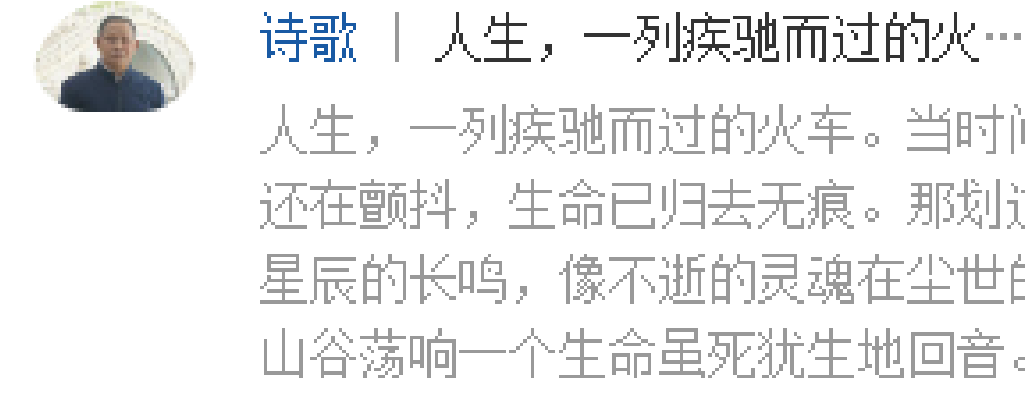 诗歌 | 人生，一列疾驰而过的火…
人生，一列疾驰而过的火车。当时
还在颤抖，生命已归去无痕。那划
星辰的长鸣，像不逝的灵魂在尘世
山谷荡响一个生命虽死犹生地回音。